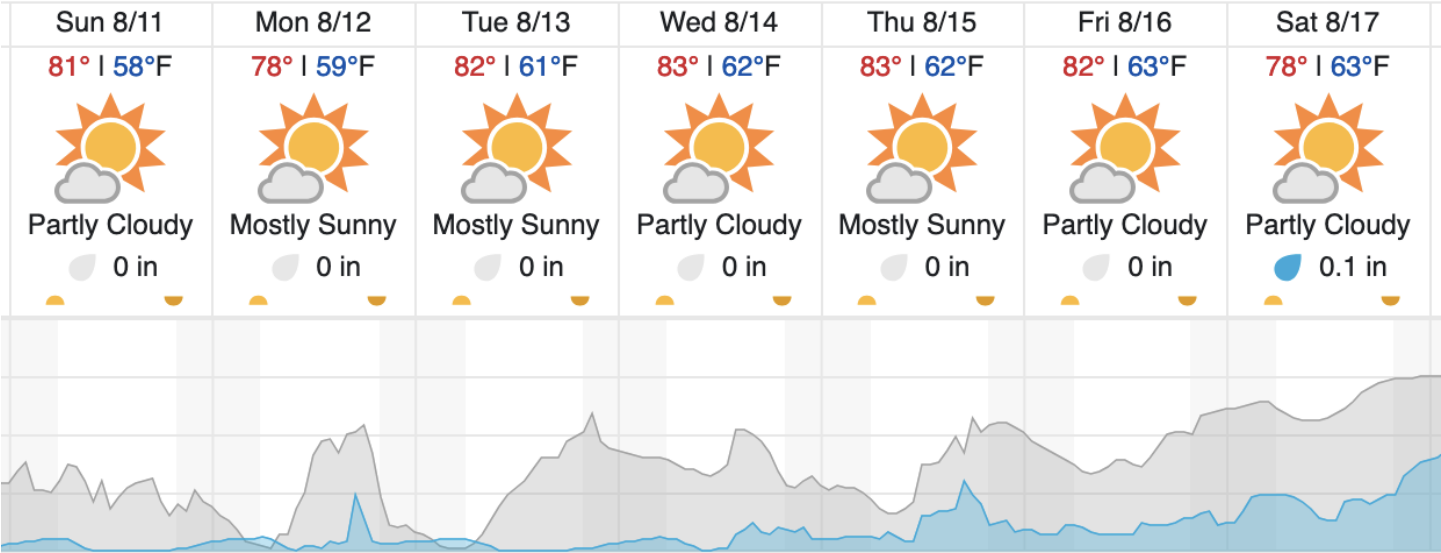 Sun 8/11 Mon 8/12 Tue 8/13 Wed 8/14 Thu 8/15 Fri 8/16 Sat 8/17
81° | 58°F 78° | 59°F 82° | 61°F 83° | 62°F 83° | 62°F 82° | 63°F 78° | 63°F
Partly Cloudy Mostly Sunny Mostly Sunny Partly Cloudy Mostly Sunny Partly Cloudy Partly Cloudy
0 in 0 in 0 in 0 in 0 in 0 in 0.1 in